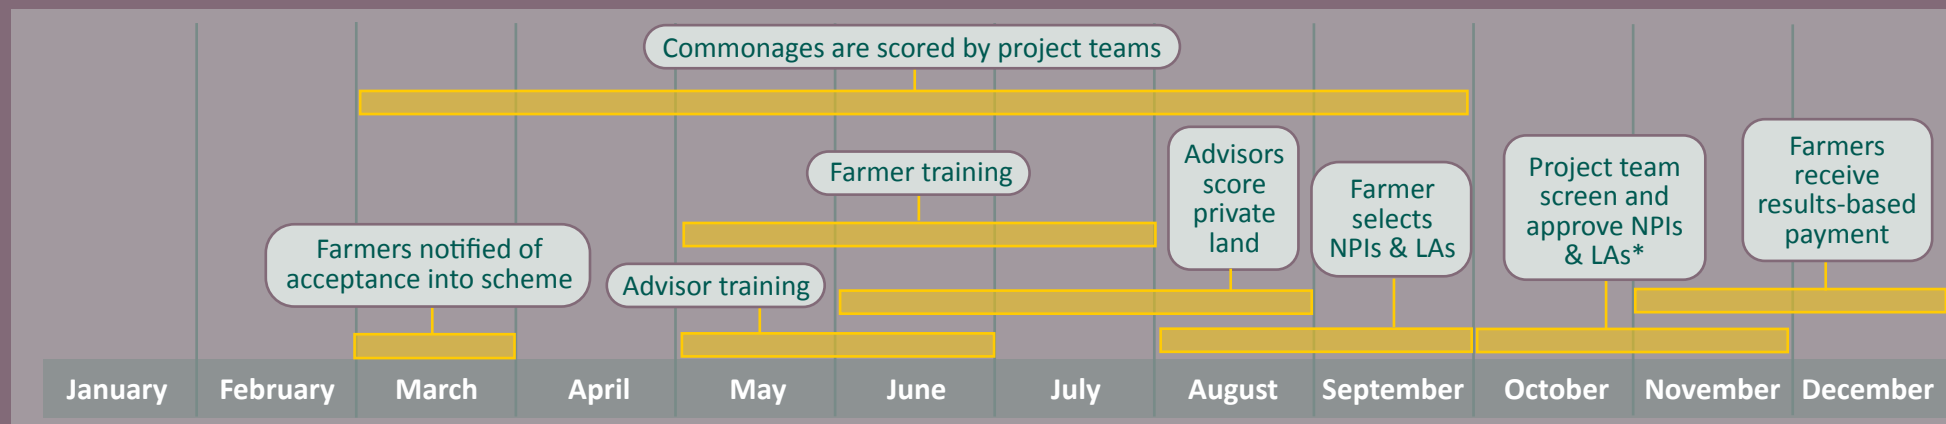 Commonages are scored by project teams
Farmer training
Farmers notified of
acceptance into scheme
Advisor training
Advisors
score
private
land
Farmer
selects
NPIs & LAs
Project team
screen and
approve NPIs
& LAs*
Farmers
receive
results-based
payment
January February March April May June July August September October November December